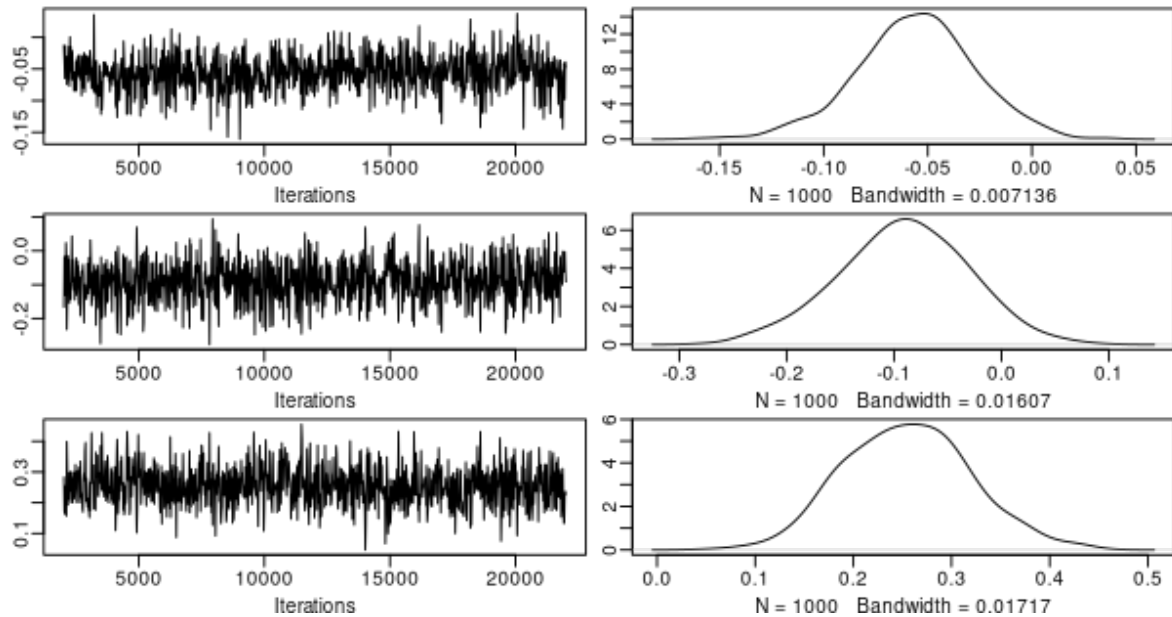 -0.15 -0.05
5000 10000 15000 20000
Iterations
0 4 8 12
-0.15 -0.10 -0.05 0.00 0.05
N = 1000 Bandwidth = 0.007136
-0.2 0.0
5000 10000 15000 20000
Iterations
0 2 4 6
-0.3 -0.2 -0.1 0.0 0.1
N = 1000 Bandwidth = 0.01607
0.1 0.3
5000 10000 15000 20000
Iterations
0 2 4 6
0.0 0.1 0.2 0.3 0.4 0.5
N = 1000 Bandwidth = 0.01717